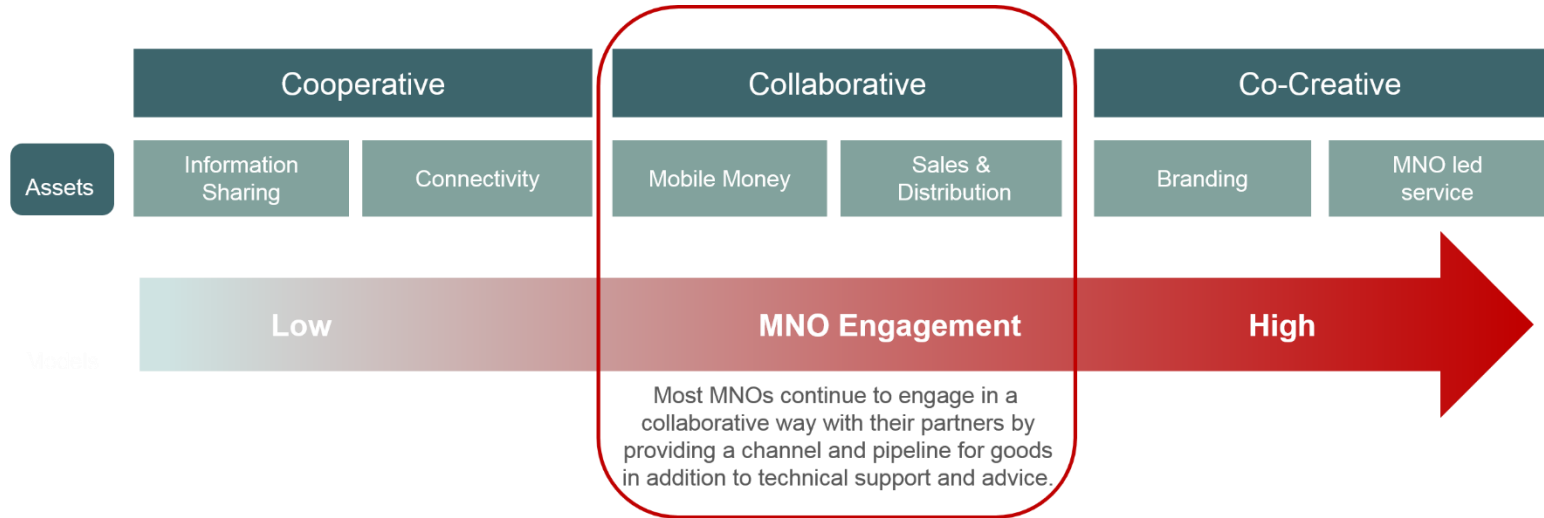 Cooperative
Collaborative
Co-Creative
Assets
Information
Sharing
Connectivity
Mobile Money
Sales &
Distribution
Branding
MNO led
service
Low
MNO Engagement
High
Models
Most MNOs continue to engage in a
collaborative way with their partners by
providing a channel and pipeline for goods
in addition to technical support and advice.